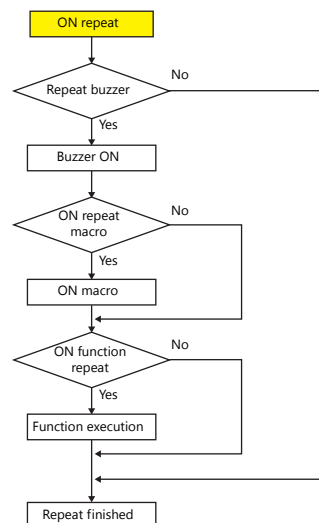 ON repeat
Repeat buzzer
No
Yes
Buzzer ON
ON repeat
macro
No
Yes
ON macro
ON function
repeat
No
Yes
Function execution
Repeat finished